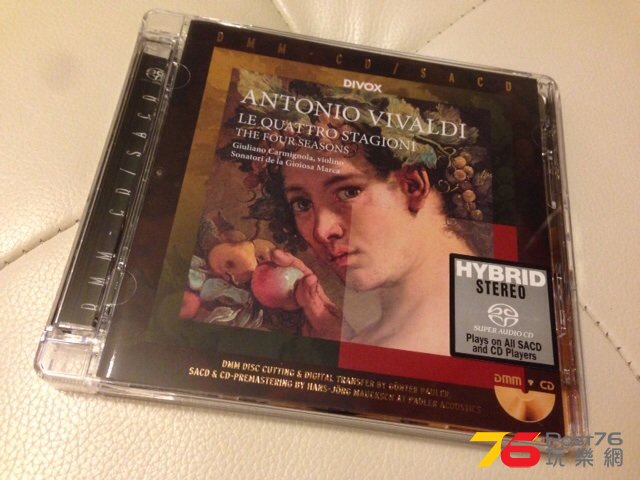 DMM-CD/SACD
DMM-CD/SACD
DIVOX
ANTONIO VIVALDI
LE QUATTRO STAGIONI
THE FOUR SEASONS
Giuliano Carmignola, violino
Sonatori de la Gioiosa Marca
HYBRID
STEREO
SUPER AUDIO CD
Plays on All SACD
and CD Players
DMM CD
DMM DISC CUTTING & DIGITAL TRANSFER BY GÜNTER PAULER
SACD & CD-PREMASTERING BY HANS-JÖRG MAUCKSCH AT PAULER ACOUSTICS
76 Post76
玩樂網